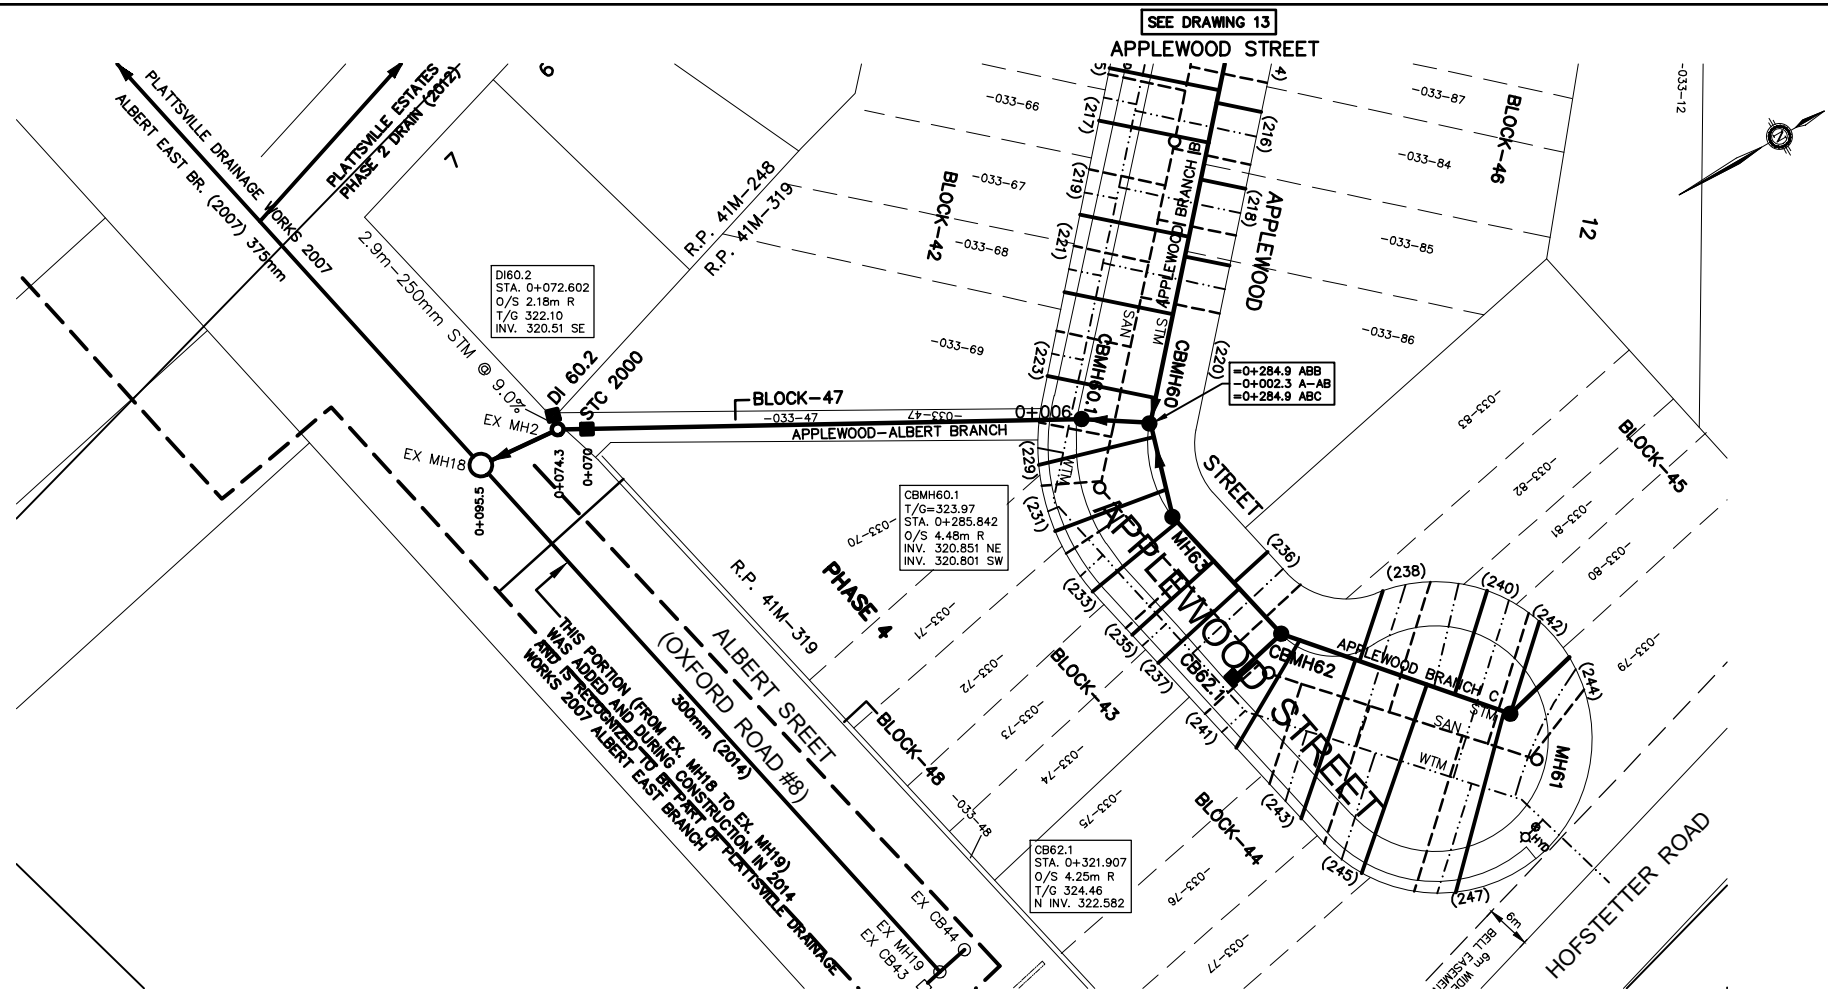 SEE DRAWING 13
APPLEWOOD STREET
PLATTSVILLE DRAINAGE WORKS 2007
ALBERT EAST BR. (2007) 375mm
PLATTSVILLE ESTATES
PHASE 2 DRAIN (2012)
6
7
2.9m-250mm STM @ 9.0%
R.P. 41M-248
R.P. 41M-319
DI60.2
STA. 0+072.602
O/S 2.18m R
T/G 322.10
INV. 320.51 SE
DI 60.2
STC 2000
EX MH2
EX MH18
0+095.5
0+074.3
0+070
BLOCK-47
-033-47
-033-47
0+006
APPLEWOOD-ALBERT BRANCH
BLOCK-42
-033-66
-033-67
-033-68
-033-69
(217)
(219)
(221)
(223)
(229)
(231)
(233)
(235)
(237)
(241)
(243)
(245)
(247)
(216)
(218)
(220)
(236)
(238)
(240)
(242)
(244)
APPLEWOOD BRANCH B
SAN
STM
CBMH60.1
CBMH60
APPLEWOOD
STREET
=0+284.9 ABB
-0+002.3 A-AB
=0+284.9 ABC
-033-87
-033-84
-033-85
-033-86
BLOCK-46
12
-033-12
N
BLOCK-45
-033-83
-033-82
-033-81
-033-80
-033-79
CBMH60.1
T/G=323.97
STA. 0+285.842
O/S 4.48m R
INV. 320.851 NE
INV. 320.801 SW
WTM
MH63
APPLEWOOD STREET
CB62.1
CBMH62
APPLEWOOD BRANCH C
STM
SAN
WTM
MH61
HYD
-033-70
-033-71
-033-72
-033-73
-033-74
-033-75
-033-76
-033-77
-033-48
PHASE 4
R.P. 41M-319
BLOCK-43
BLOCK-44
BLOCK-48
ALBERT SREET
(OXFORD ROAD #8)
300mm (2014)
THIS PORTION (FROM EX. MH18 TO EX. MH19)
WAS ADDED AND DURING CONSTRUCTION IN 2014
AND IS RECOGNIZED TO BE PART OF PLATTSVILLE DRAINAGE
WORKS 2007 ALBERT EAST BRANCH
CB62.1
STA. 0+321.907
O/S 4.25m R
T/G 324.46
N INV. 322.582
EX CB44
EX MH19
EX CB43
6m
6m WIDE
BELL
HOFSTETTER ROAD